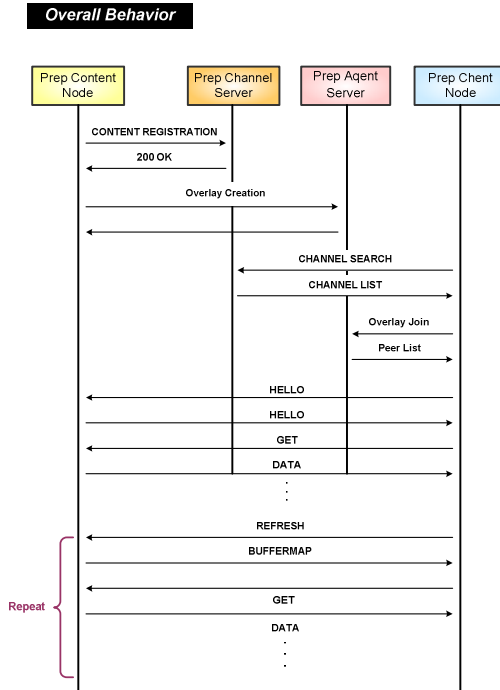 Overall Behavior
Prep Content
Node
Prep Channel
Server
Prep Aqent
Server
Prep Chent
Node
CONTENT REGISTRATION
200 OK
Overlay Creation
CHANNEL SEARCH
CHANNEL LIST
Overlay Join
Peer List
HELLO
HELLO
GET
DATA
REFRESH
BUFFERMAP
GET
Repeat
DATA